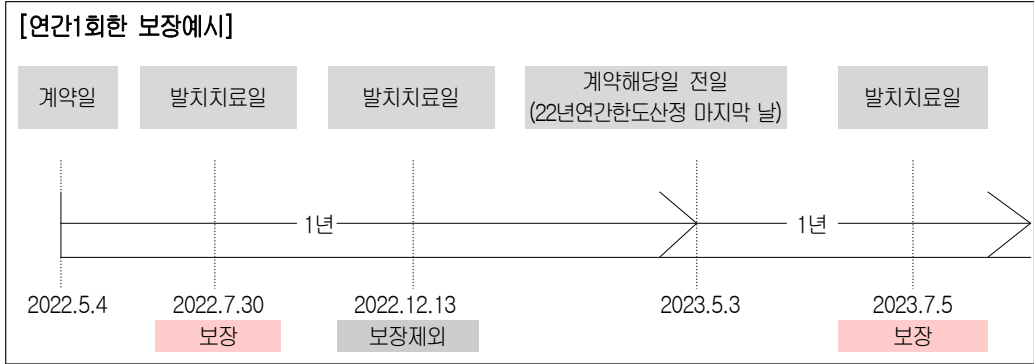 [연간1회한 보장예시]
계약일
발치치료일
발치치료일
계약해당일 전일
(22년연간한도산정 마지막 날)
발치치료일
1년
1년
2022.5.4
2022.7.30
2022.12.13
2023.5.3
2023.7.5
보장
보장제외
보장